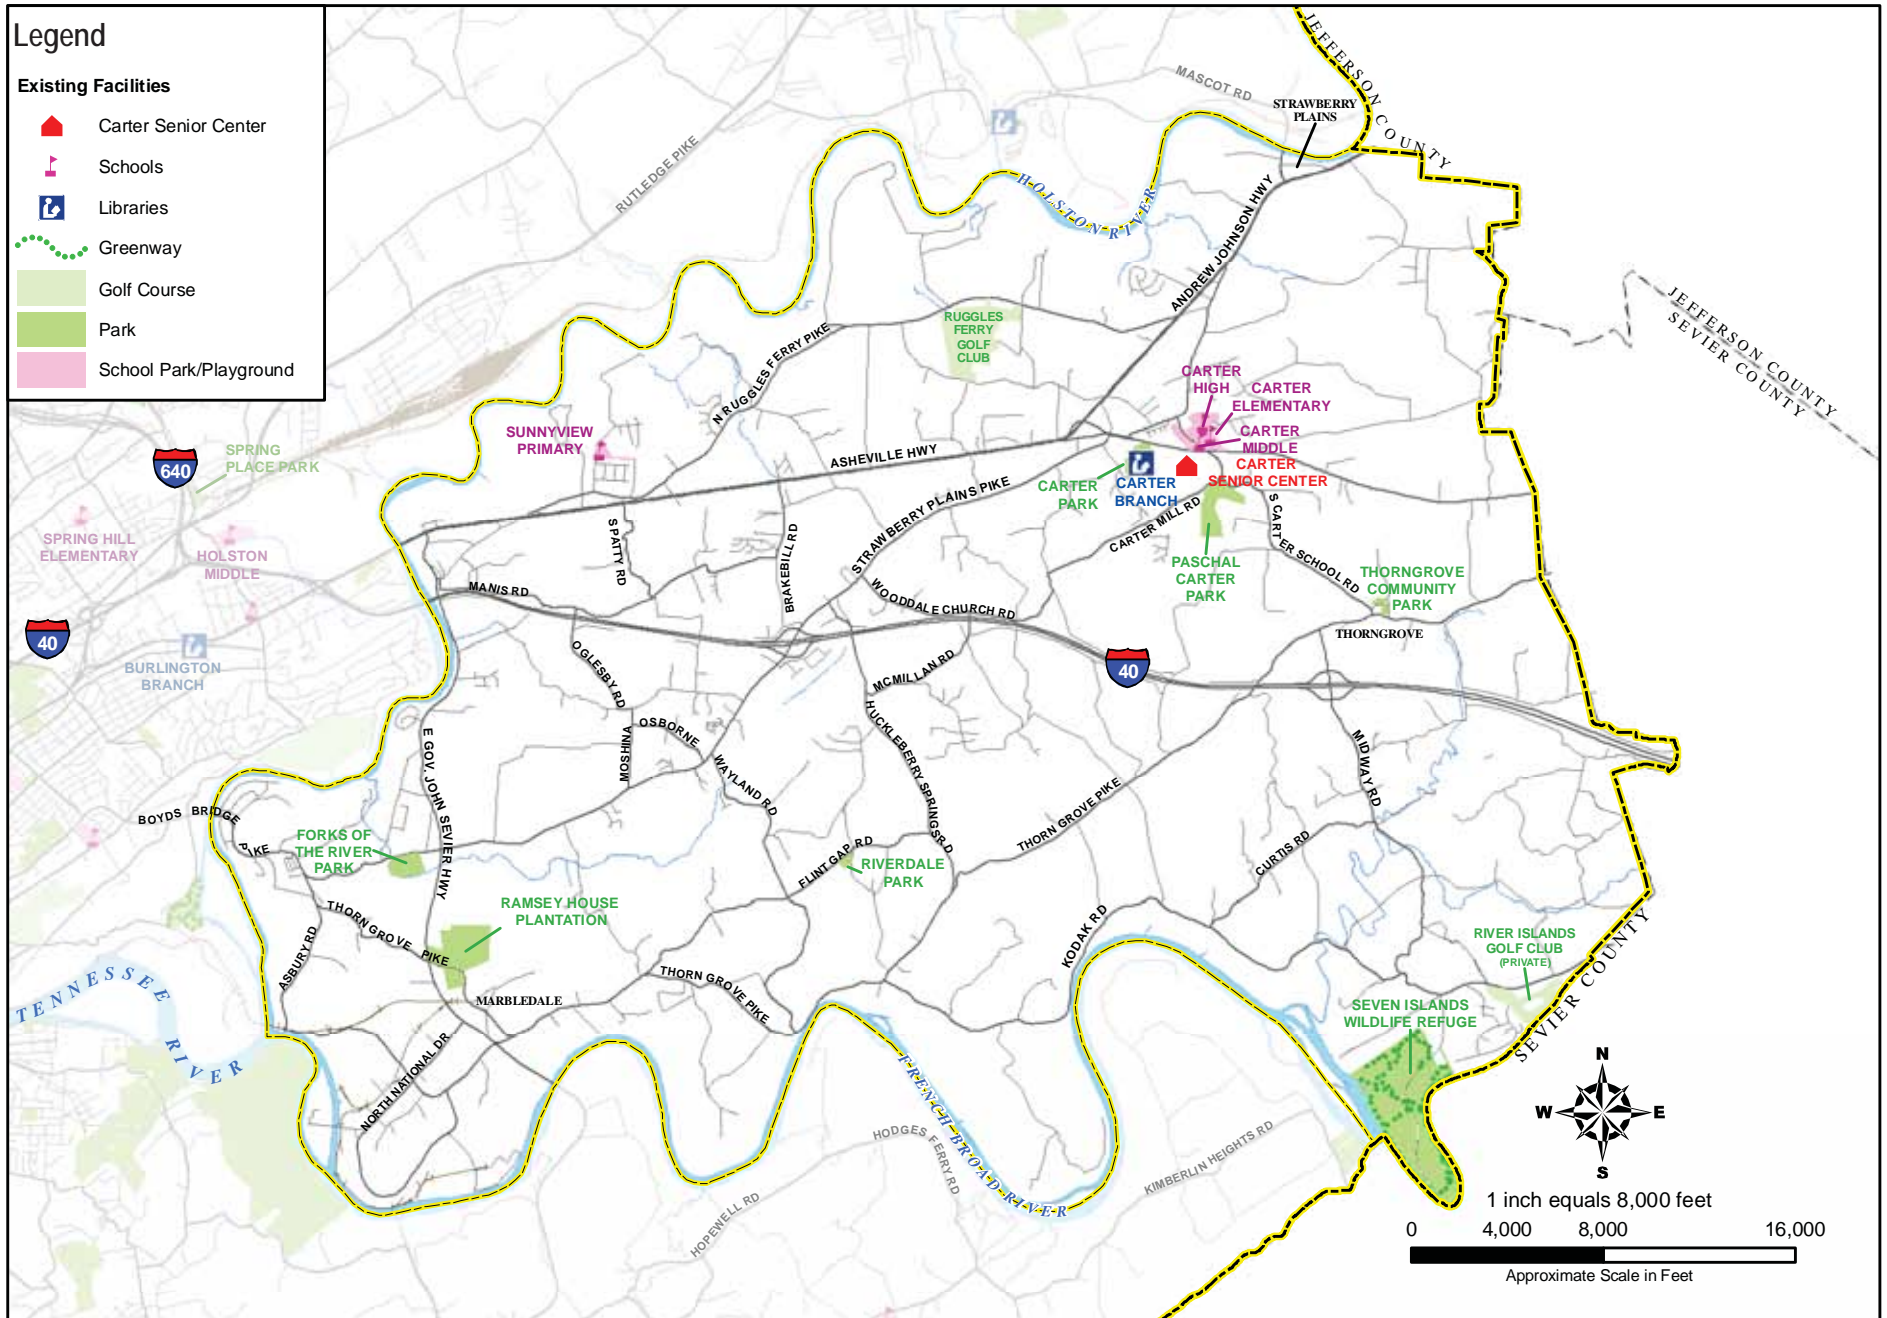 Legend
Existing Facilities
Carter Senior Center
Schools
Libraries
Greenway
Golf Course
Park
School Park/Playground
JEFFERSON COUNTY
MASCOT RD
STRAWBERRY
PLAINS
RUTLEDGE PIKE
HOLSTON RIVER
ANDREW JOHNSON HWY
JEFFERSON COUNTY
SEVIER COUNTY
RUGGLES
FERRY
GOLF
CLUB
N RUGGLES FERRY PIKE
CARTER
HIGH
CARTER
ELEMENTARY
CARTER
MIDDLE
SUNNYVIEW
PRIMARY
ASHEVILLE HWY
640
SPRING
PLACE PARK
CARTER
SENIOR CENTER
CARTER
PARK
CARTER
BRANCH
STRAWBERRY PLAINS PIKE
CARTER MILL RD
S CARTER SCHOOL RD
SPRING HILL
ELEMENTARY
HOLSTON
MIDDLE
S PATTY RD
BRAKEBILL RD
PASCHAL
CARTER
PARK
THORNGROVE
COMMUNITY
PARK
MANIS RD
WOODDALE CHURCH RD
THORNGROVE
40
BURLINGTON
BRANCH
OGLESBY RD
MCMILLAN RD
40
MOSHINA
OSBORNE
E GOV. JOHN SEVIER HWY
HUCKLEBERRY SPRINGS RD
MIDWAY RD
WAYLAND RD
THORN GROVE PIKE
BOYDS BRIDGE
PIKE
FORKS OF
THE RIVER
PARK
FLINT GAP RD
RIVERDALE
PARK
CURTIS RD
RAMSEY HOUSE
PLANTATION
THORN GROVE PIKE
ASBURY RD
KODAK RD
RIVER ISLANDS
GOLF CLUB
(PRIVATE)
SEVIER COUNTY
TENNESSEE
RIVER
THORN GROVE PIKE
MARBLEDALE
SEVEN ISLANDS
WILDLIFE REFUGE
NORTH NATIONAL DR
FRENCH BROAD RIVER
HODGES FERRY RD
KIMBERLIN HEIGHTS RD
HOPEWELL RD
N
W
E
S
1 inch equals 8,000 feet
0
4,000
8,000
16,000
Approximate Scale in Feet